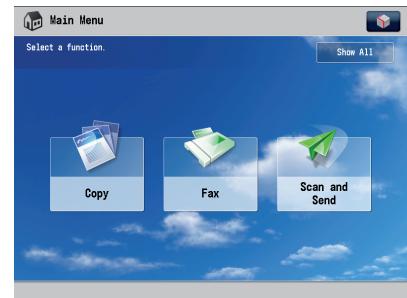 Main Menu
Select a function.
Show All
Copy
Fax
Scan and
Send